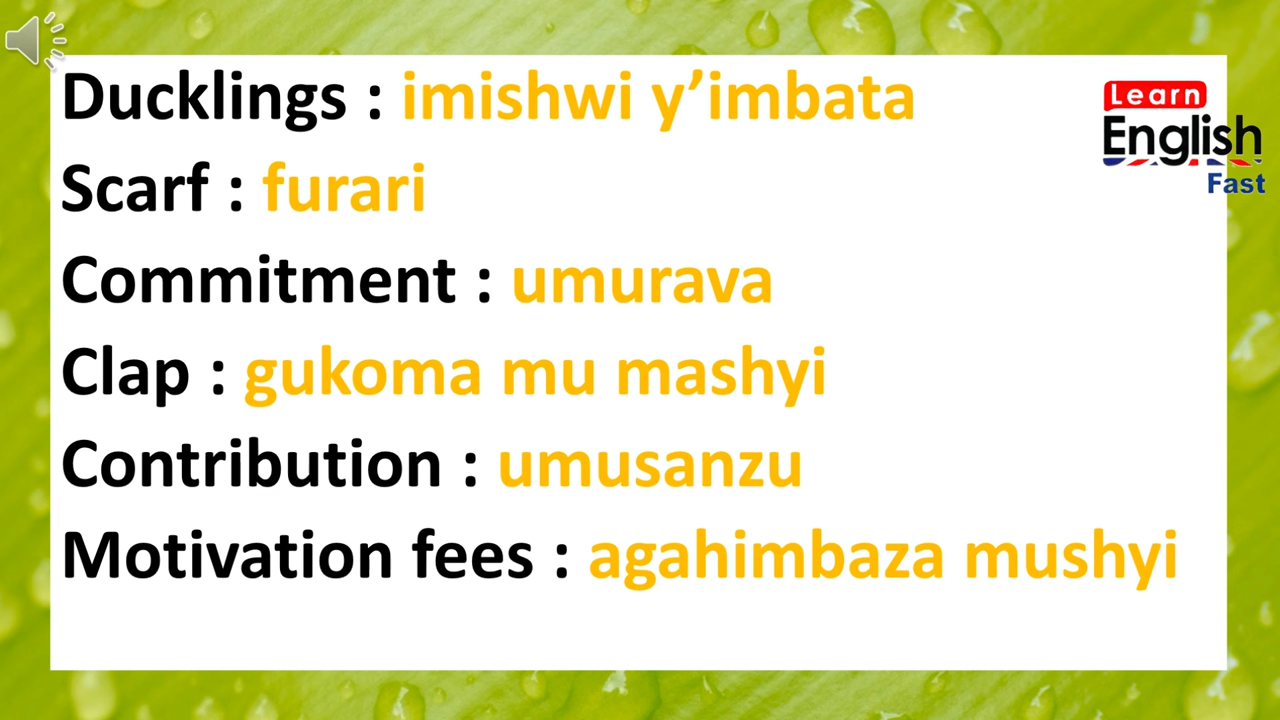 Ducklings : imishwi y’imbata
Scarf : furari
Commitment : umurava
Clap : gukoma mu mashyi
Contribution : umusanzu
Motivation fees : agahimbaza mushyi
Learn
English
Fast